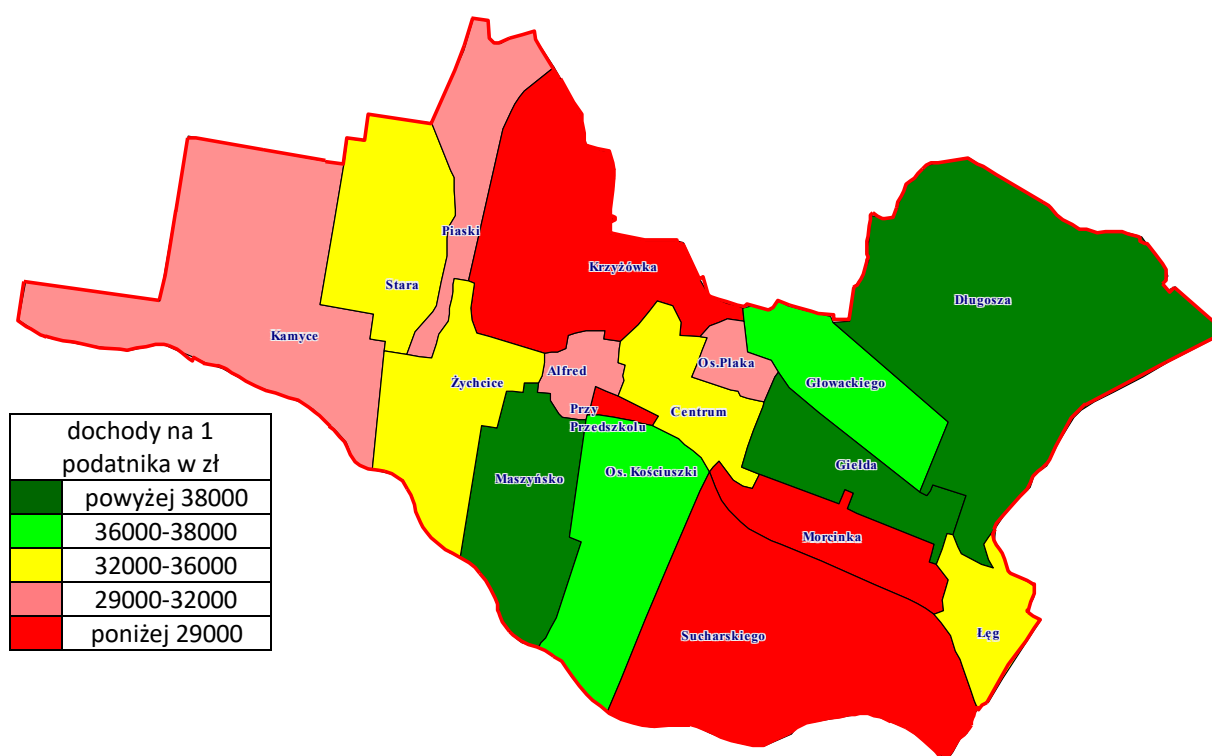 Piaski
Krzyżówka
Stara
Długosza
Kamyce
Os.Płaka
Alfred
Żychcice
Głowackiego
Przy
Przedszkolu
Centrum
Giełda
Maszyńsko
Os. Kościuszki
Morcinka
Sucharskiego
Łęg
dochody na 1
podatnika w zł
powyżej 38000
36000-38000
32000-36000
29000-32000
poniżej 29000